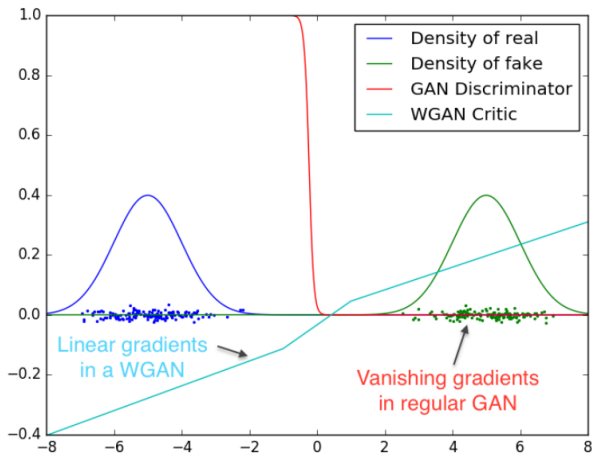 1.0
0.8
0.6
0.4
0.2
0.0
−0.2
−0.4
−8
−6
−4
−2
0
2
4
6
8
Density of real
Density of fake
GAN Discriminator
WGAN Critic
Linear gradients
in a WGAN
Vanishing gradients
in regular GAN